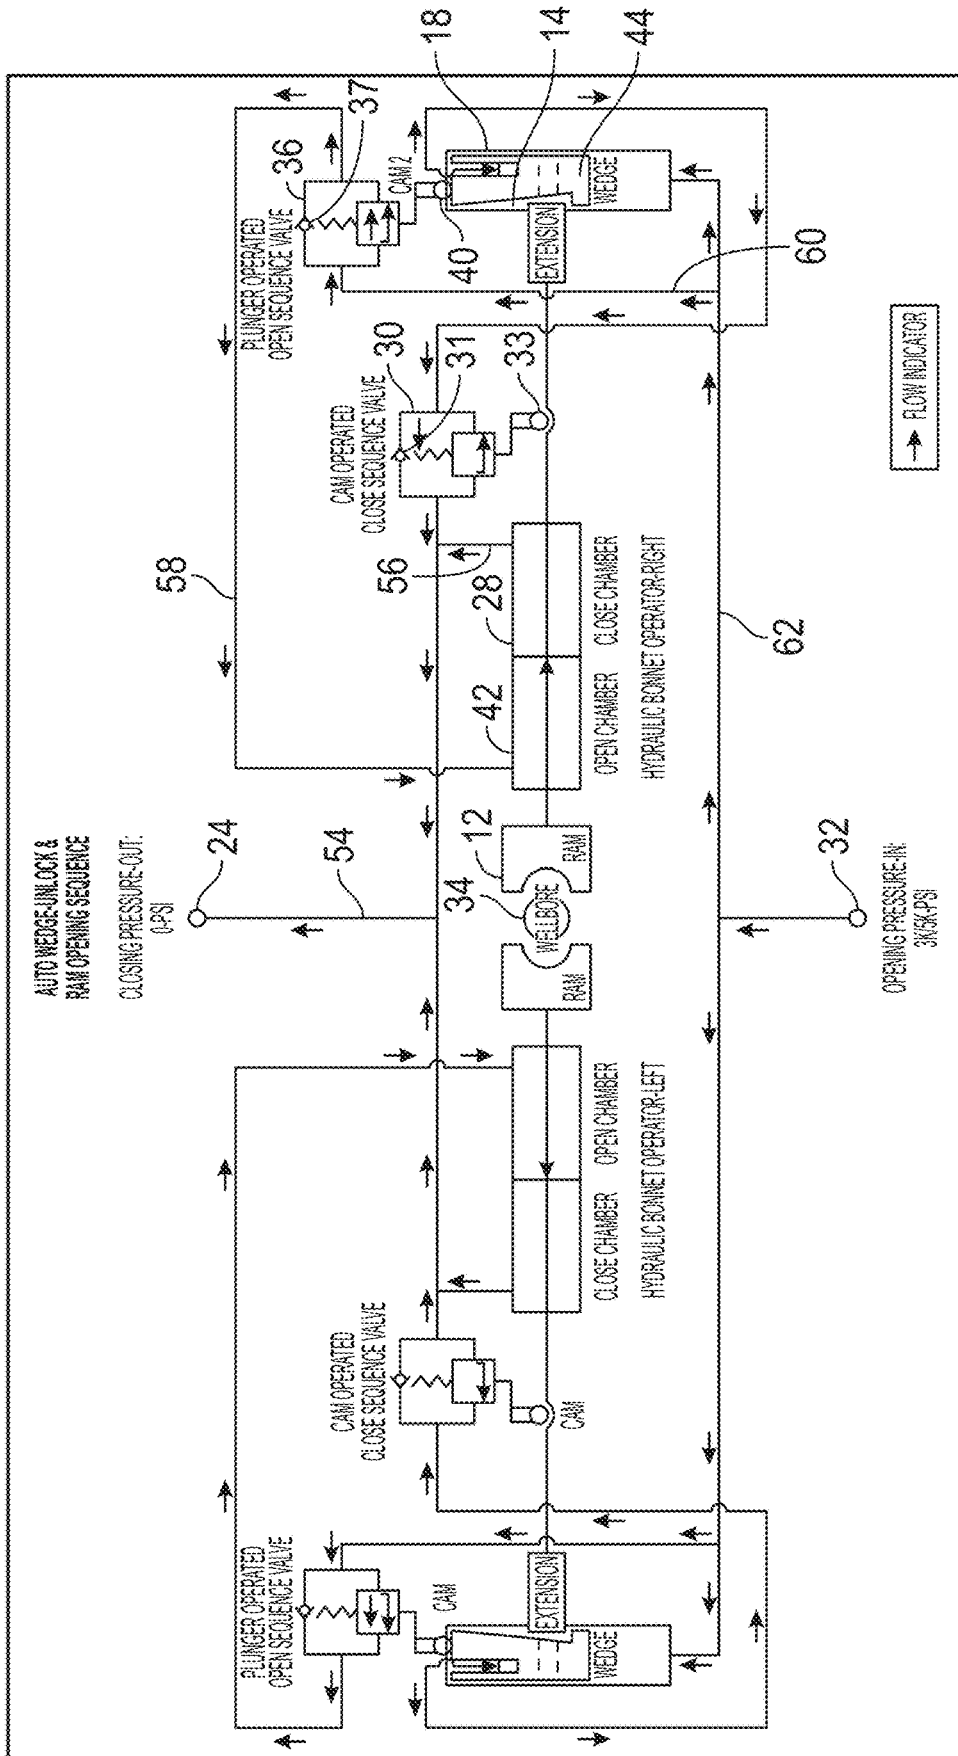 AUTO WEDGE-UNLOCK &
RAM OPENING SEQUENCE
CLOSING PRESSURE-OUT:
0-PSI
24
54
58
PLUNGER OPERATED
OPEN SEQUENCE VALVE
PLUNGER OPERATED
OPEN SEQUENCE VALVE
36
37
CAM 2
40
18
14
44
CAM OPERATED
CLOSE SEQUENCE VALVE
CAM OPERATED
CLOSE SEQUENCE VALVE
30
31
33
CAM
CAM
EXTENSION
WEDGE
EXTENSION
WEDGE
56
28
42
12
34
RAM
WELLBORE
RAM
CLOSE CHAMBER
OPEN CHAMBER
HYDRAULIC BONNET OPERATOR-LEFT
OPEN CHAMBER
CLOSE CHAMBER
HYDRAULIC BONNET OPERATOR-RIGHT
60
62
32
OPENING PRESSURE-IN:
3K/5K-PSI
FLOW INDICATOR